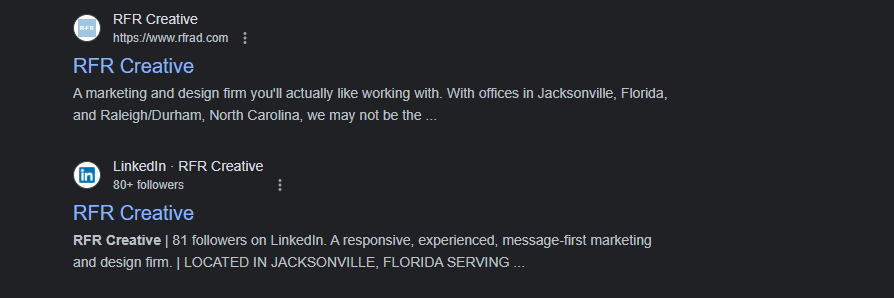 RFR Creative
https://www.rfrad.com
RFR Creative
A marketing and design firm you'll actually like working with. With offices in Jacksonville, Florida,
and Raleigh/Durham, North Carolina, we may not be the ...
LinkedIn · RFR Creative
80+ followers
RFR Creative
RFR Creative | 81 followers on LinkedIn. A responsive, experienced, message-first marketing
and design firm. | LOCATED IN JACKSONVILLE, FLORIDA SERVING ...